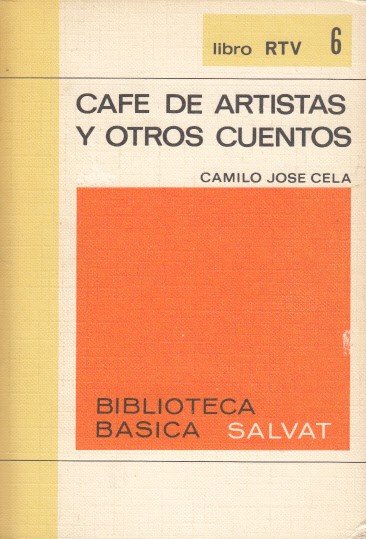 libro RTV 6
CAFE DE ARTISTAS
Y OTROS CUENTOS
CAMILO JOSE CELA
BIBLIOTECA
BASICA SALVAT